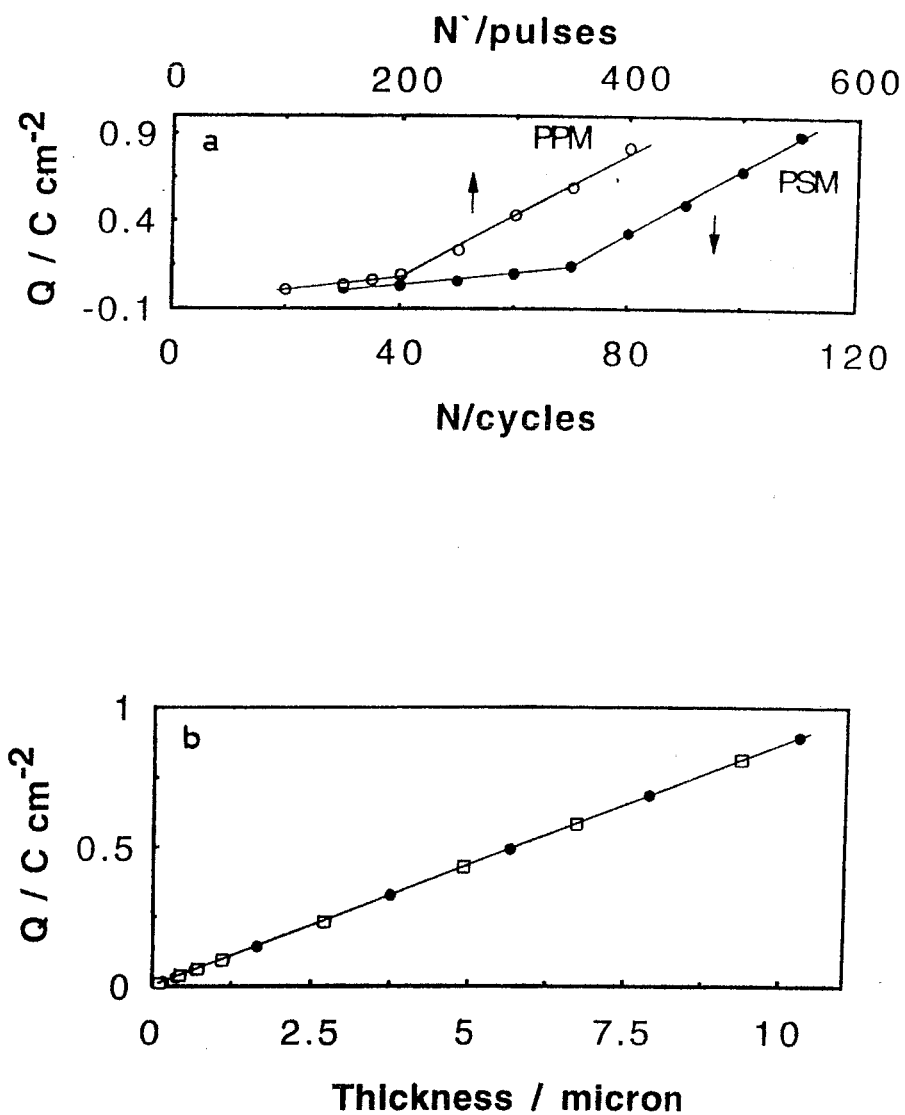 N`/pulses
0 200 400 600
Q / C cm-2
0.9
0.4
-0.1
a
PPM
PSM
0 40 80 120
N/cycles
Q / C cm-2
1
0.5
0
b
0 2.5 5 7.5 10
Thickness / micron